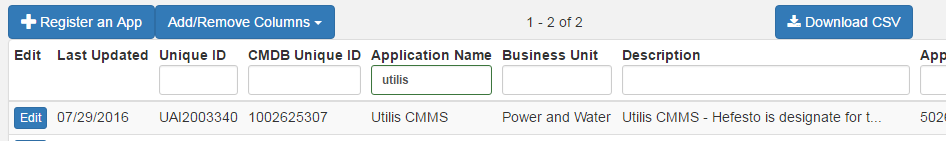 Register an App Add/Remove Columns 1 - 2 of 2 Download CSV
Edit Last Updated Unique ID CMDB Unique ID Application Name Business Unit Description App
utilis
Edit 07/29/2016 UAI2003340 1002625307 Utilis CMMS Power and Water Utilis CMMS - Hefesto is designate for t...